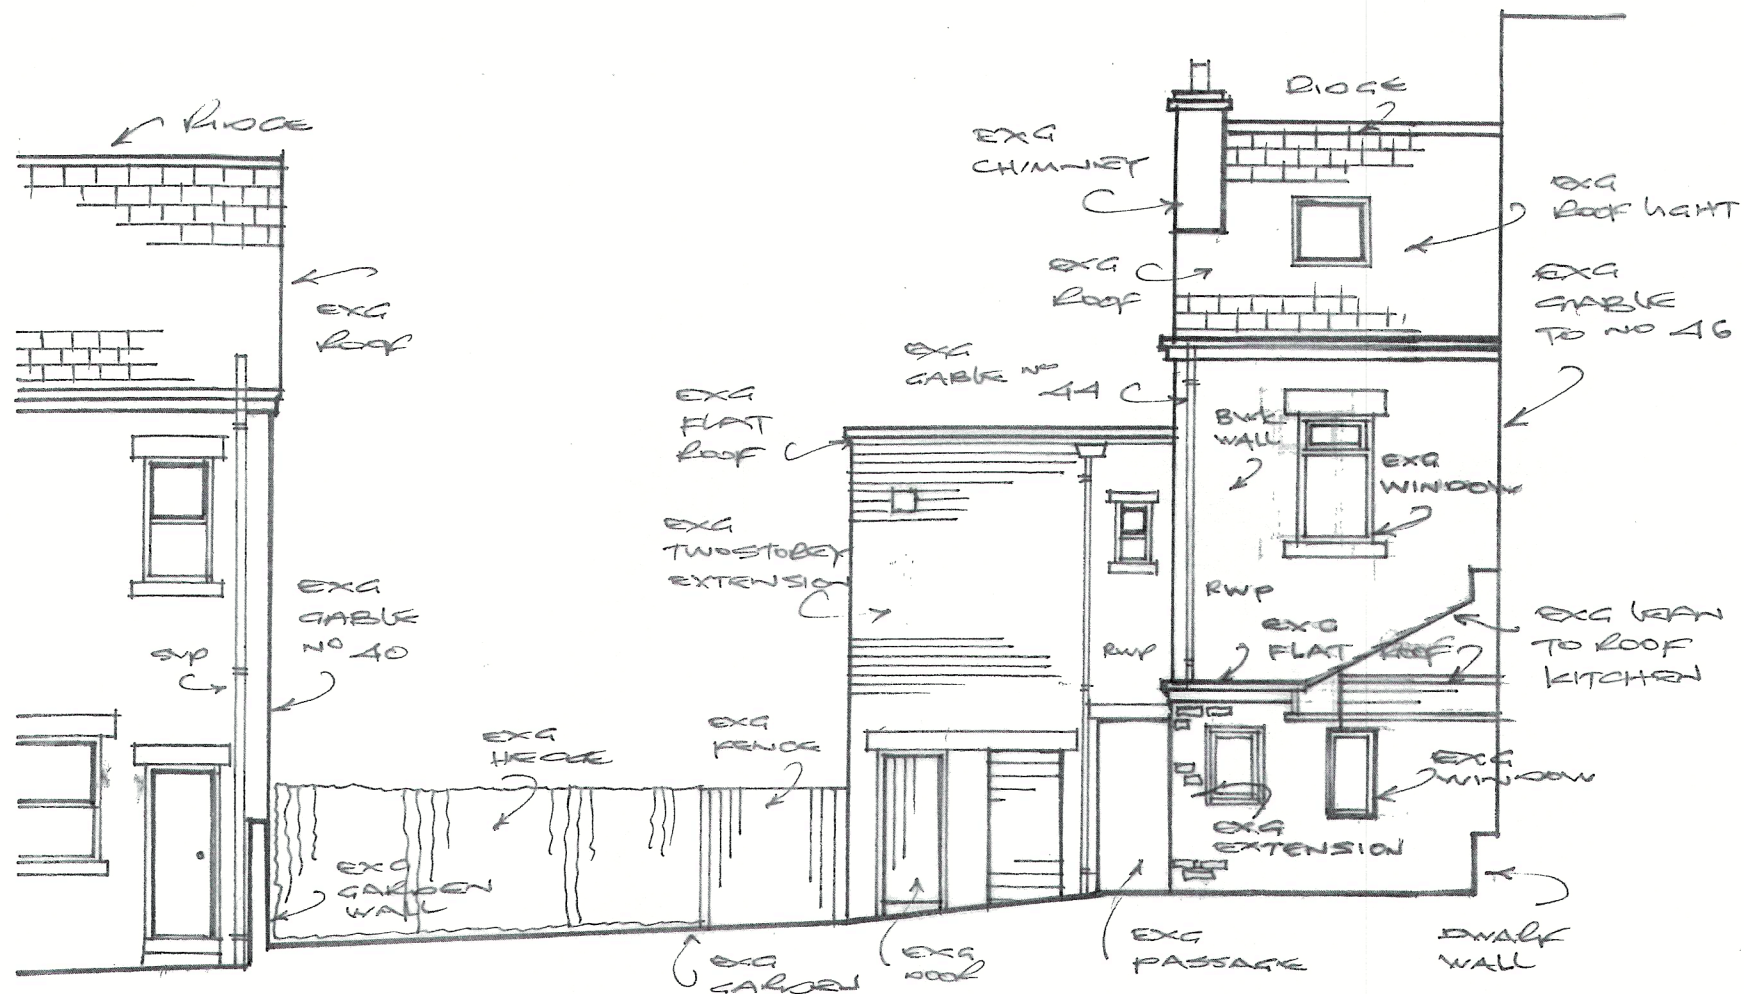 RIDGE
EXG
ROOF
EXG
GABLE
Nº 40
SVP
EXG
GARDEN
WALL
EXG
HEDGE
EXG
FENCE
EXG
GARDEN
EXG
FLAT
ROOF
EXG
TWO STOREY
EXTENSION
EXG
DOOR
EXG
PASSAGE
EXG
CHIMNEY
EXG
ROOF
EXG
GABLE Nº
44
RIDGE
EXG
ROOF LIGHT
EXG
GABLE
TO Nº 46
BWK
WALL
EXG
WINDOW
RWP
RWP
EXG
FLAT ROOF
EXG LEAN
TO ROOF
KITCHEN
EXG
WINDOW
EXG
EXTENSION
DWARF
WALL